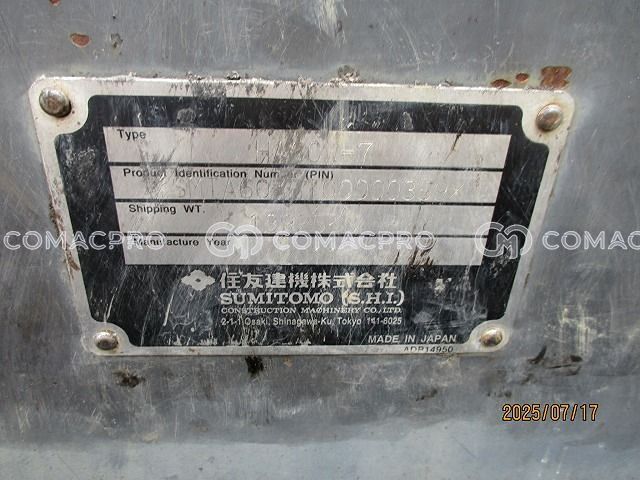 Type
Product Identification Number (PIN)
Shipping WT.
Manufacture Year
COMACPRO
COMACPRO
住友建機株式会社
SUMITOMO (S.H.I.)
CONSTRUCTION MACHINERY CO., LTD.
2-1-1 Osaki, Shinagawa-Ku, Tokyo 141-6025
MADE IN JAPAN
ADR14950
2025/07/17